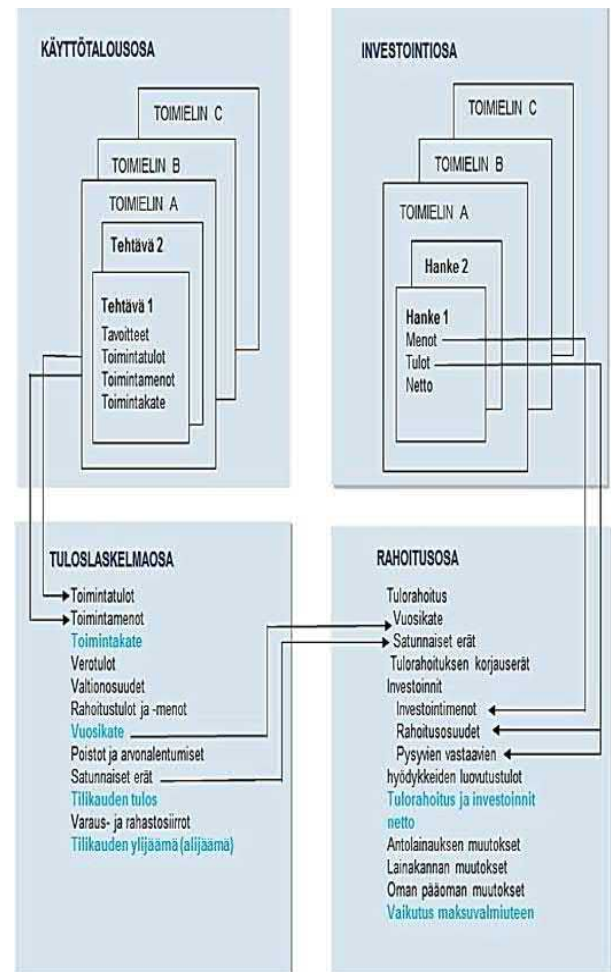 KÄYTTÖTALOUSOSA
TOIMIELIN C
TOIMIELIN B
TOIMIELIN A
Tehtävä 2
Tehtävä 1
Tavoitteet
Toimintatulot
Toimintamenot
Toimintakate
INVESTOINTIOSA
TOIMIELIN C
TOIMIELIN B
TOIMIELIN A
Hanke 2
Hanke 1
Menot
Tulot
Netto
TULOSLASKELMAOSA
Toimintatulot
Toimintamenot
Toimintakate
Verotulot
Valtionosuudet
Rahoitustulot ja -menot
Vuosikate
Poistot ja arvonalentumiset
Satunnaiset erät
Tilikauden tulos
Varaus- ja rahastosiirrot
Tilikauden ylijäämä (alijäämä)
RAHOITUSOSA
Tulorahoitus
Vuosikate
Satunnaiset erät
Tulorahoituksen korjauserät
Investoinnit
Investointimenot
Rahoitusosuudet
Pysyvien vastaavien
hyödykkeiden luovutustulot
Tulorahoitus ja investoinnit
netto
Antolainauksen muutokset
Lainakannan muutokset
Oman pääoman muutokset
Vaikutus maksuvalmiuteen